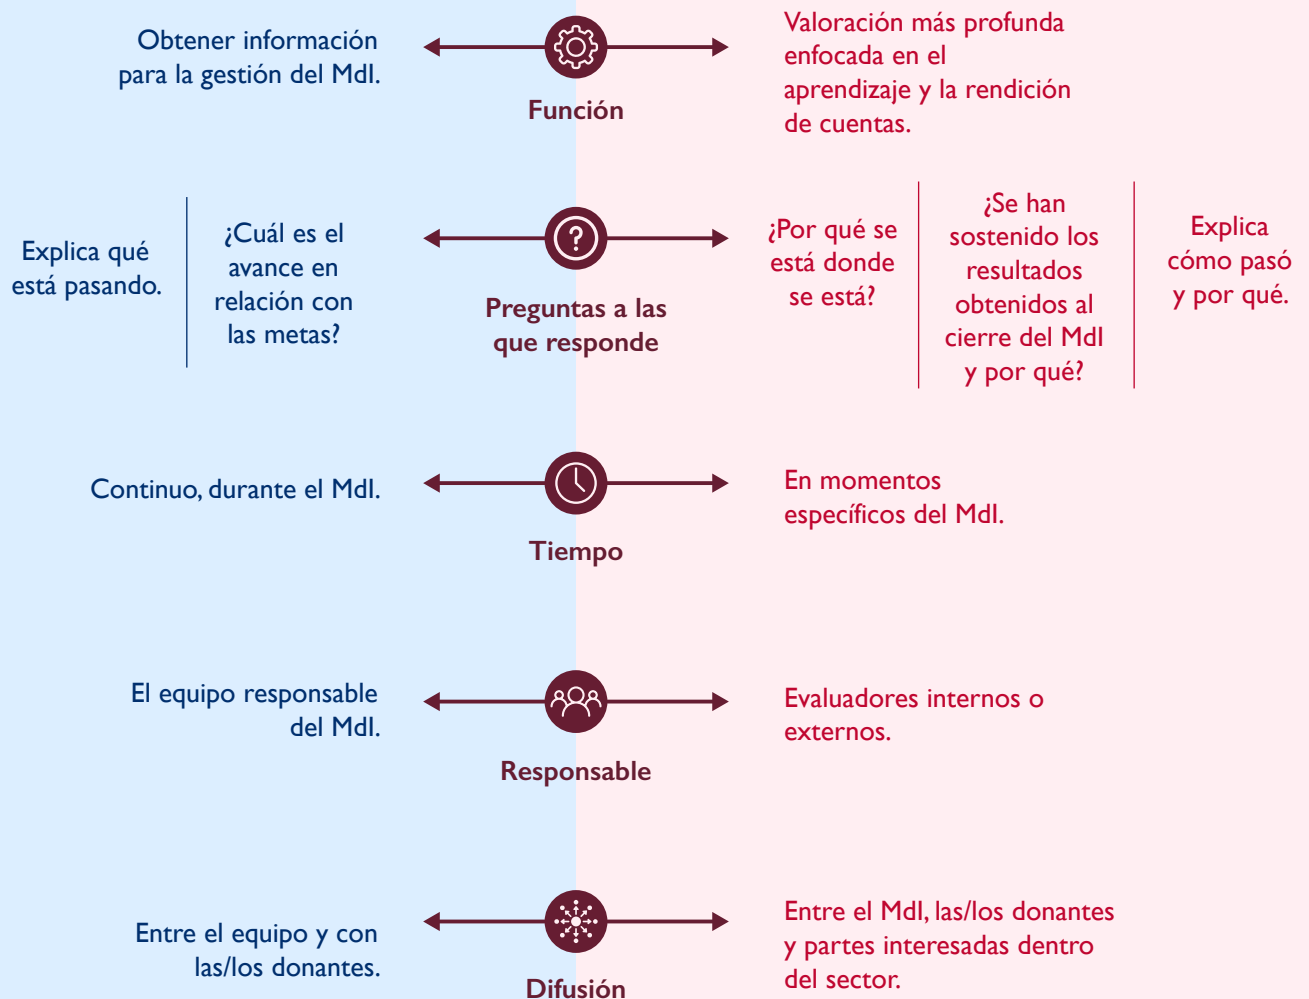 Obtener información
para la gestión del MdI.
Función
Valoración más profunda
enfocada en el
aprendizaje y la rendición
de cuentas.
Explica qué
está pasando.
¿Cuál es el
avance en
relación con
las metas?
Preguntas a las
que responde
¿Por qué se
está donde
se está?
¿Se han
sostenido los
resultados
obtenidos al
cierre del MdI
y por qué?
Explica
cómo pasó
y por qué.
Continuo, durante el MdI.
Tiempo
En momentos
específicos del MdI.
El equipo responsable
del MdI.
Responsable
Evaluadores internos o
externos.
Entre el equipo y con
las/los donantes.
Difusión
Entre el MdI, las/los donantes
y partes interesadas dentro
del sector.